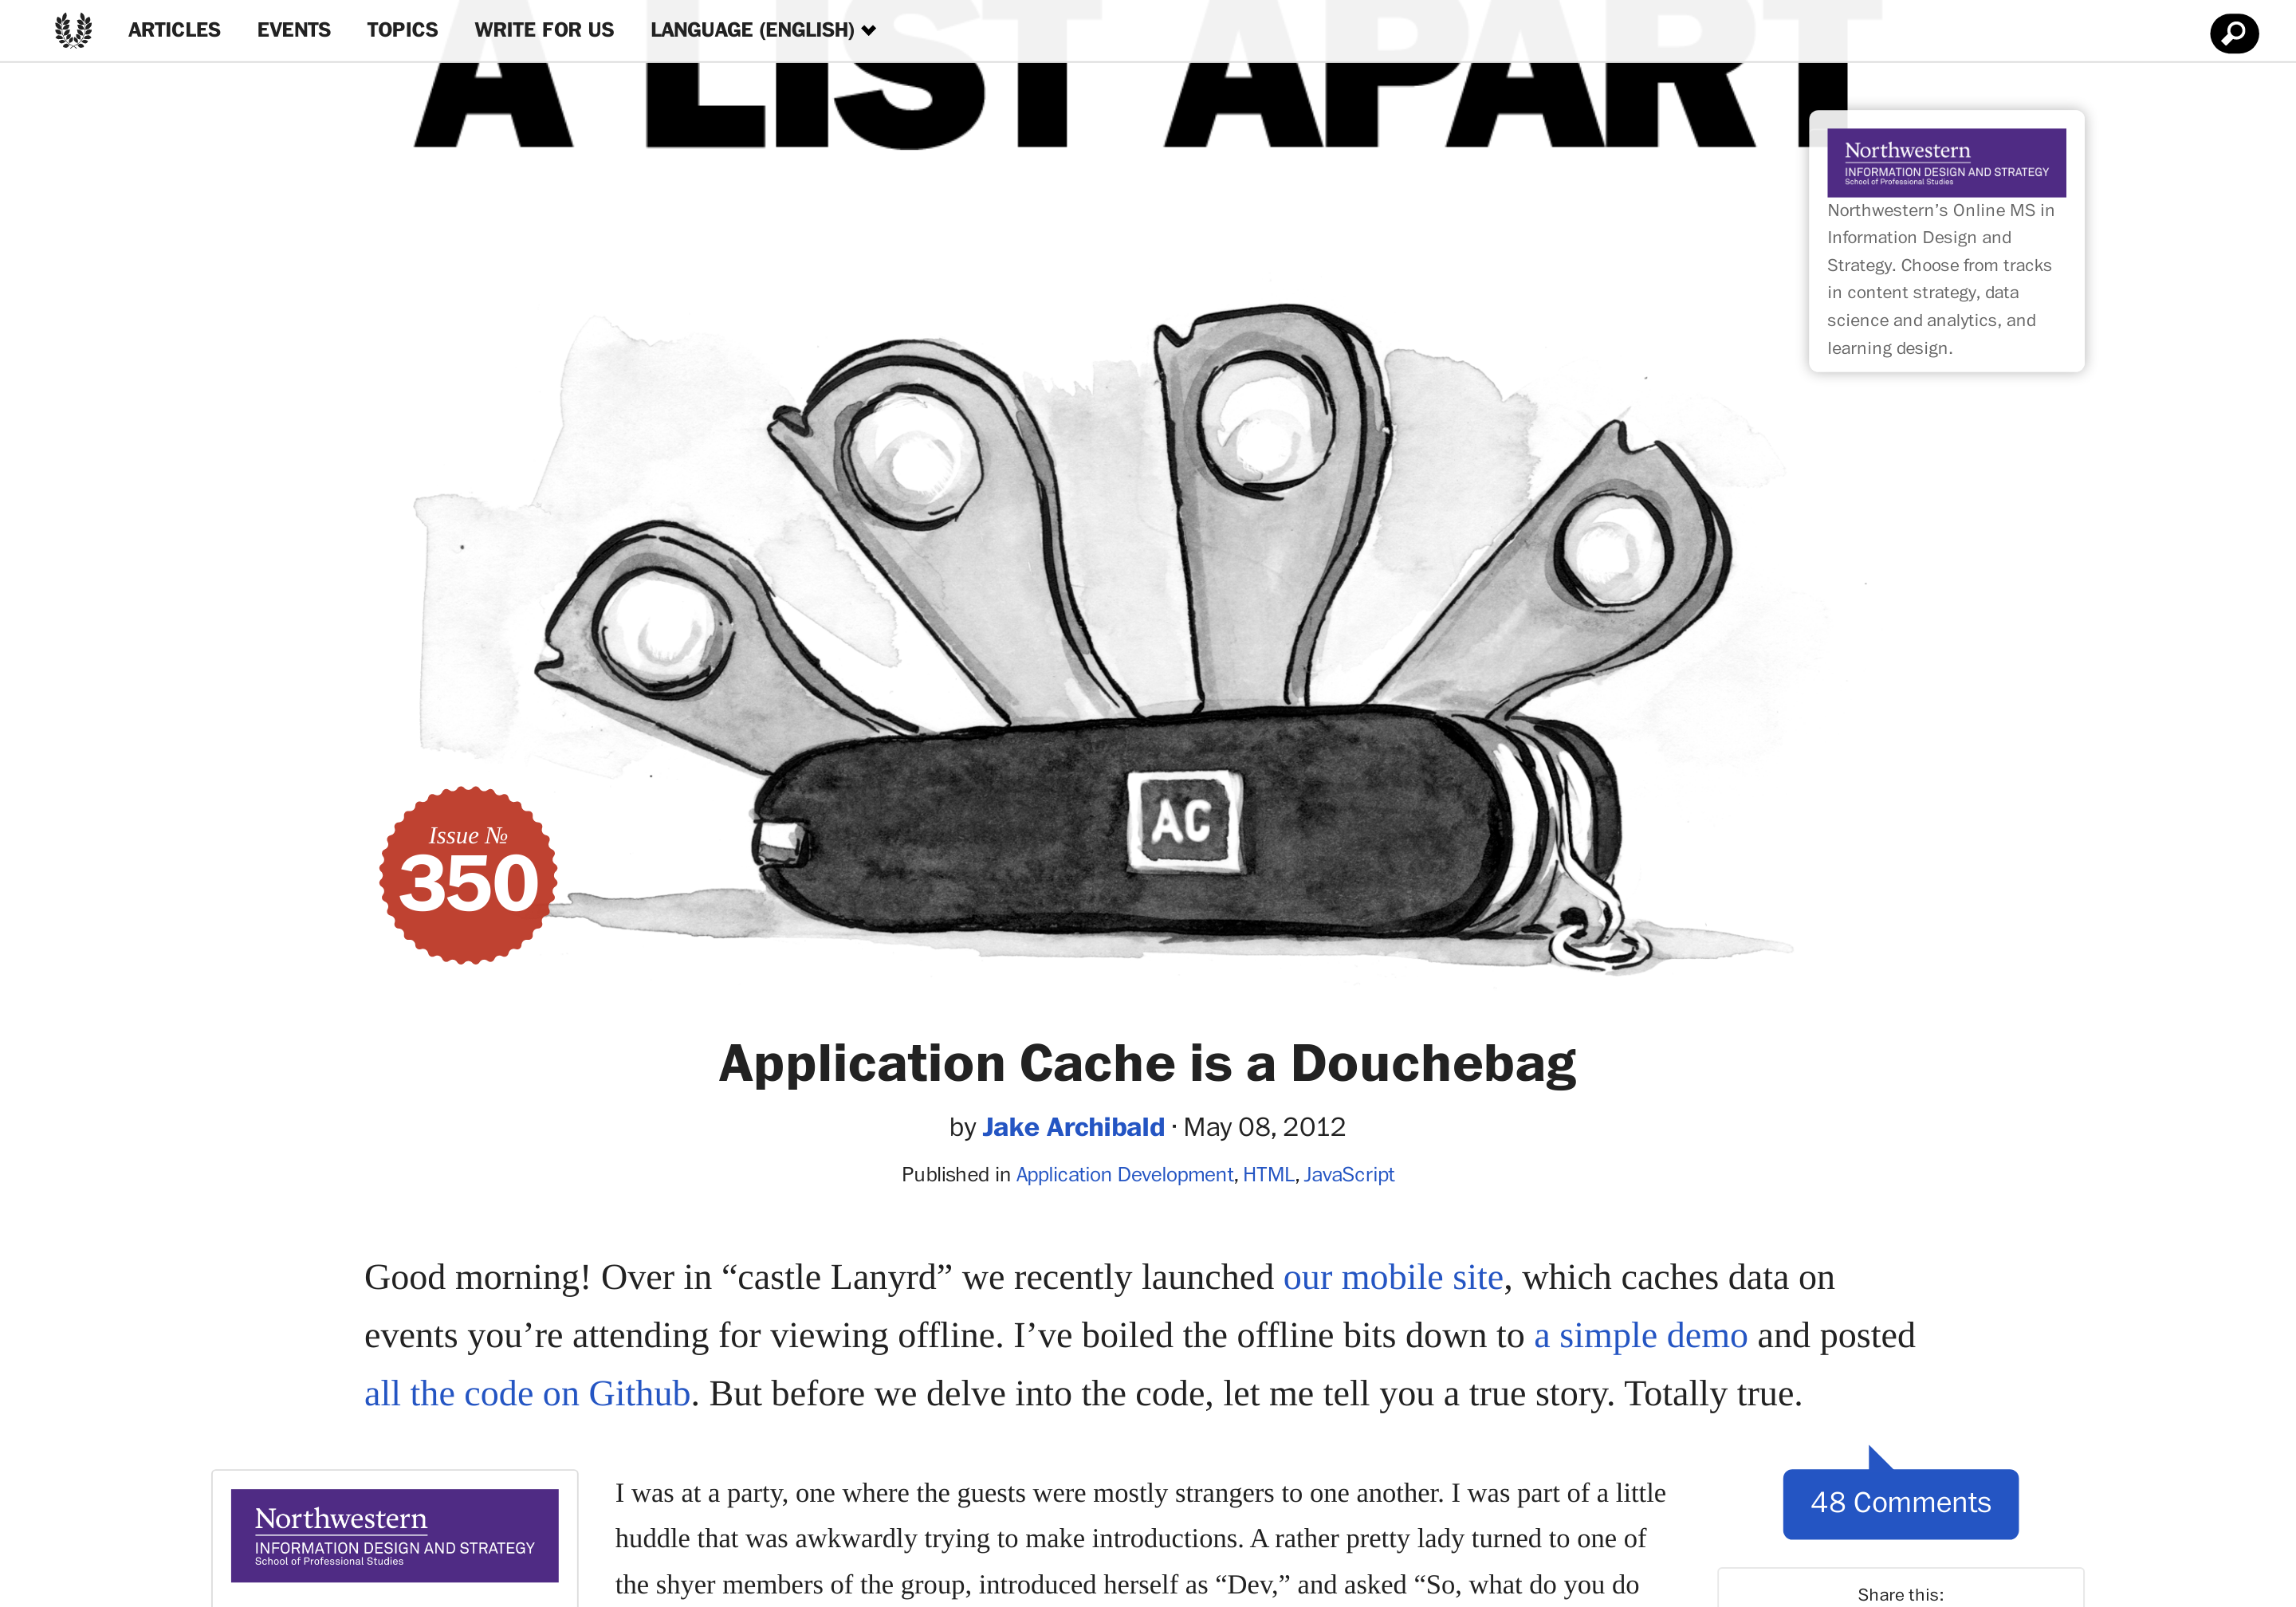 ARTICLES EVENTS TOPICS WRITE FOR US LANGUAGE (ENGLISH)
A LIST APART
Northwestern
INFORMATION DESIGN AND STRATEGY
School of Professional Studies
Northwestern’s Online MS in
Information Design and
Strategy. Choose from tracks
in content strategy, data
science and analytics, and
learning design.
AC
Issue №
350
Application Cache is a Douchebag
by Jake Archibald · May 08, 2012
Published in Application Development, HTML, JavaScript
Good morning! Over in “castle Lanyrd” we recently launched our mobile site, which caches data on
events you’re attending for viewing offline. I’ve boiled the offline bits down to a simple demo and posted
all the code on Github. But before we delve into the code, let me tell you a true story. Totally true.
Northwestern
INFORMATION DESIGN AND STRATEGY
School of Professional Studies
I was at a party, one where the guests were mostly strangers to one another. I was part of a little
huddle that was awkwardly trying to make introductions. A rather pretty lady turned to one of
the shyer members of the group, introduced herself as “Dev,” and asked “So, what do you do
48 Comments
Share this: